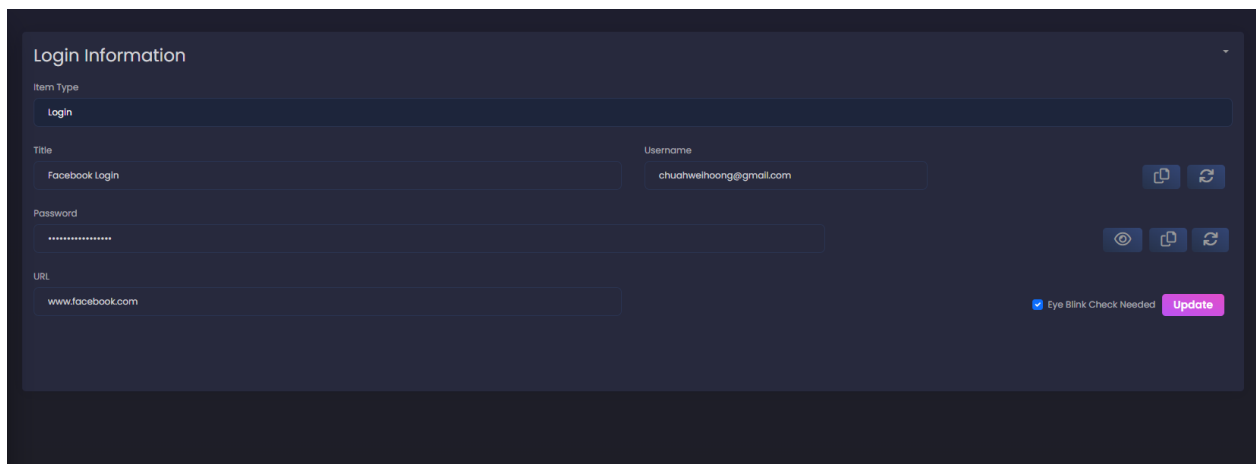 Login Information
Item Type
Login
Title Username
Facebook Login chuahweihoong@gmail.com
Password
•••••••••••••••••
URL
www.facebook.com
Eye Blink Check Needed Update